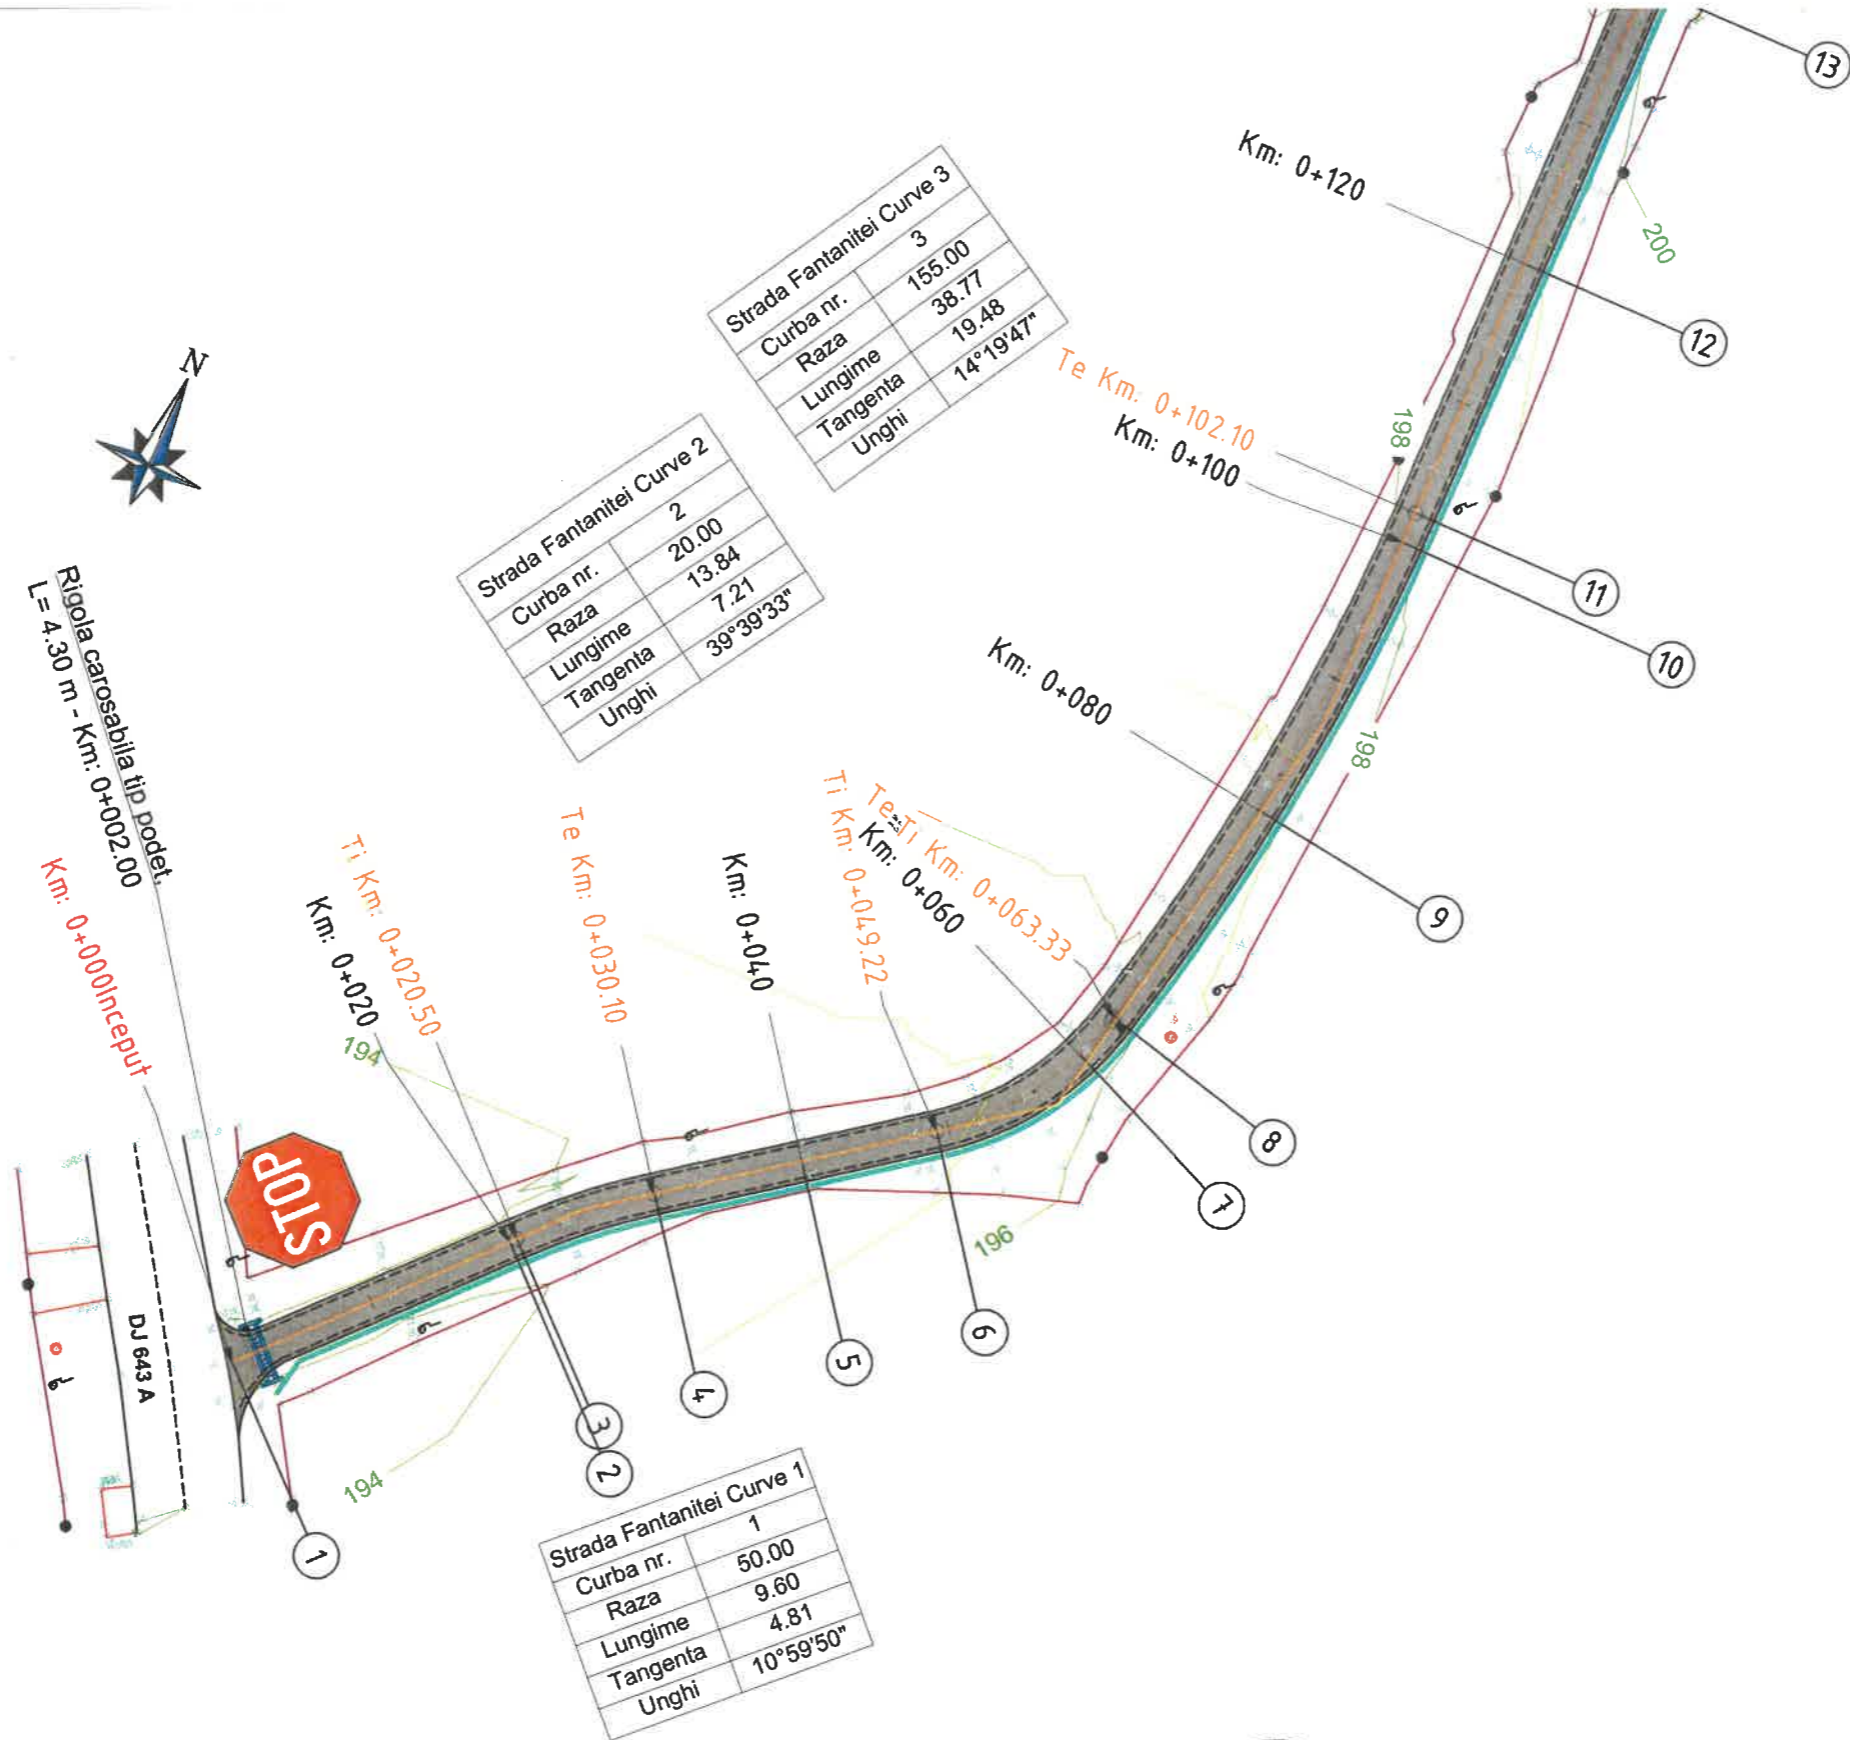 13
Km: 0+120
200
12
Strada Fantanitei Curve 3
Curba nr. 3
Raza 155.00
Lungime 38.77
Tangenta 19.48
Unghi 14°19'47"
N
Te Km: 0+102.10
Km: 0+100
198
11
10
Strada Fantanitei Curve 2
Curba nr. 2
Raza 20.00
Lungime 13.84
Tangenta 7.21
Unghi 39°39'33"
Km: 0+080
198
9
Rigola carosabila tip podet,
L= 4.30 m - Km: 0+002.00
Km: 0+000Inceput
Ti Km: 0+020.50
Km: 0+020
194
Te Km: 0+030.10
Km: 0+040
Ti Km: 0+049.22
Te-Ti Km: 0+063.33
Km: 0+060
8
7
196
6
5
4
3
2
1
STOP
DJ 643 A
194
Strada Fantanitei Curve 1
Curba nr. 1
Raza 50.00
Lungime 9.60
Tangenta 4.81
Unghi 10°59'50"